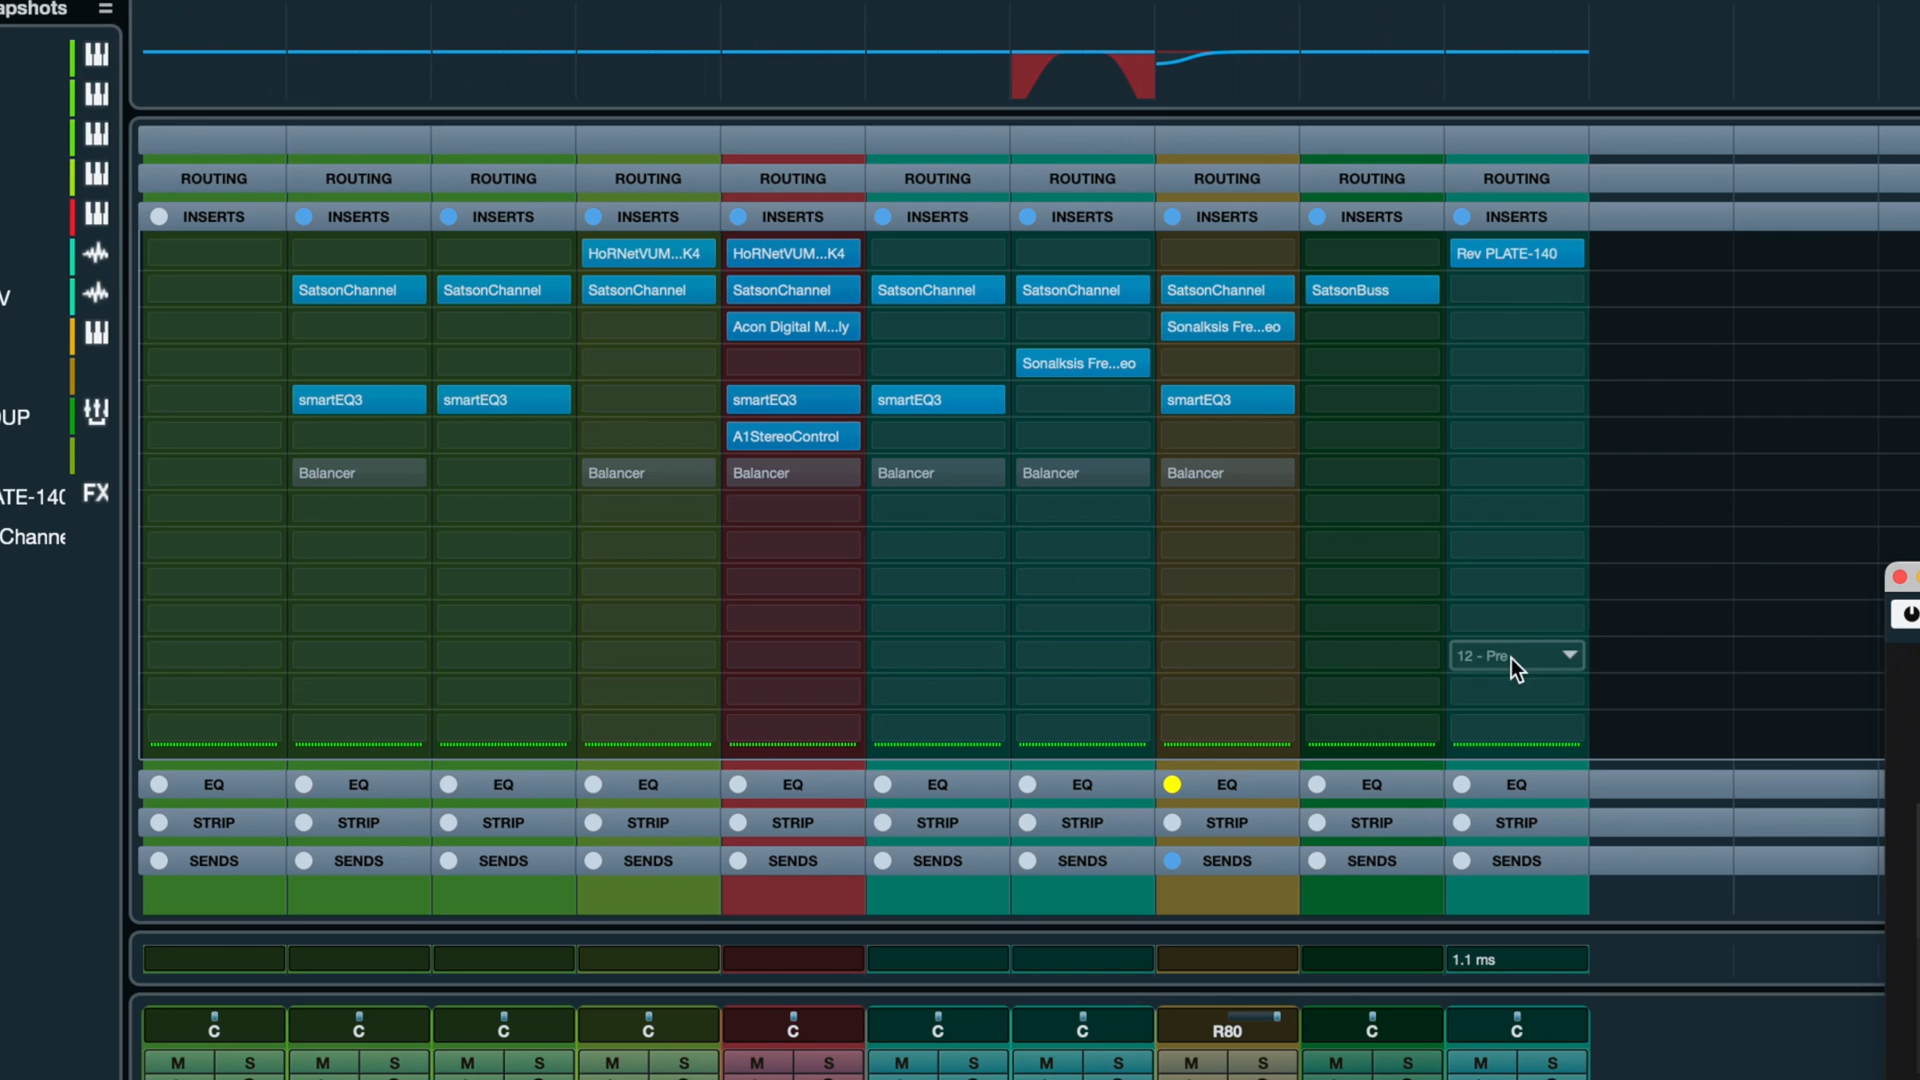 apshots
V
OUP
ATE-140
FX
Channe
ROUTING ROUTING ROUTING ROUTING ROUTING ROUTING ROUTING ROUTING ROUTING ROUTING
INSERTS INSERTS INSERTS INSERTS INSERTS INSERTS INSERTS INSERTS INSERTS INSERTS
HoRNetVUM...K4 HoRNetVUM...K4 Rev PLATE-140
SatsonChannel SatsonChannel SatsonChannel SatsonChannel SatsonChannel SatsonChannel SatsonChannel SatsonBuss
Acon Digital M...ly Sonalksis Fre...eo
Sonalksis Fre...eo
smartEQ3 smartEQ3 smartEQ3 smartEQ3 smartEQ3
A1StereoControl
Balancer Balancer Balancer Balancer Balancer Balancer
12 - Pre
EQ EQ EQ EQ EQ EQ EQ EQ EQ EQ
STRIP STRIP STRIP STRIP STRIP STRIP STRIP STRIP STRIP STRIP
SENDS SENDS SENDS SENDS SENDS SENDS SENDS SENDS SENDS SENDS
1.1 ms
C C C C C C C R80 C C
M S M S M S M S M S M S M S M S M S M S